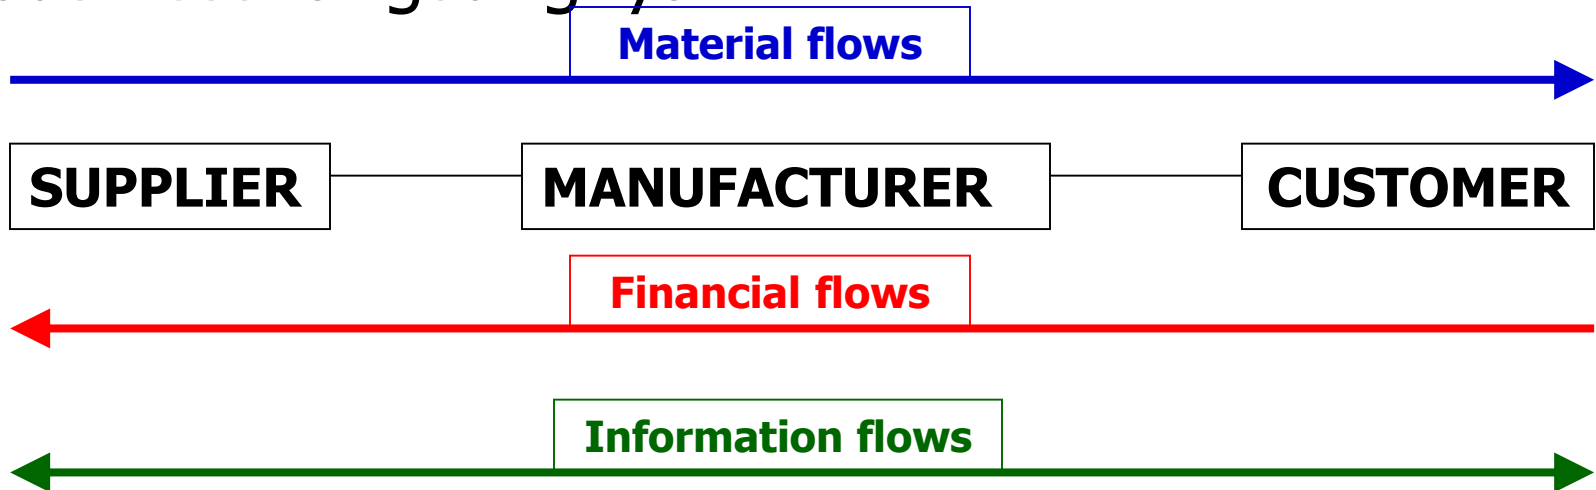 Material flows
SUPPLIER MANUFACTURER CUSTOMER
Financial flows
Information flows